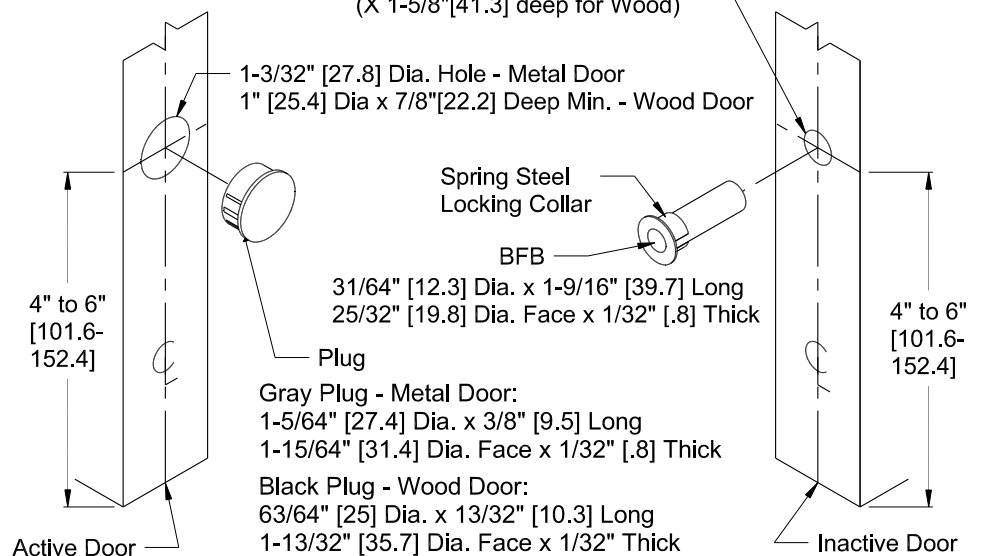 (X 1-5/8"[41.3] deep for Wood)
1-3/32" [27.8] Dia. Hole - Metal Door
1" [25.4] Dia x 7/8"[22.2] Deep Min. - Wood Door
Spring Steel
Locking Collar
BFB
31/64" [12.3] Dia. x 1-9/16" [39.7] Long
25/32" [19.8] Dia. Face x 1/32" [.8] Thick
4" to 6"
[101.6-
152.4]
4" to 6"
[101.6-
152.4]
Plug
Gray Plug - Metal Door:
1-5/64" [27.4] Dia. x 3/8" [9.5] Long
1-15/64" [31.4] Dia. Face x 1/32" [.8] Thick
Black Plug - Wood Door:
63/64" [25] Dia. x 13/32" [10.3] Long
1-13/32" [35.7] Dia. Face x 1/32" Thick
Active Door
Inactive Door